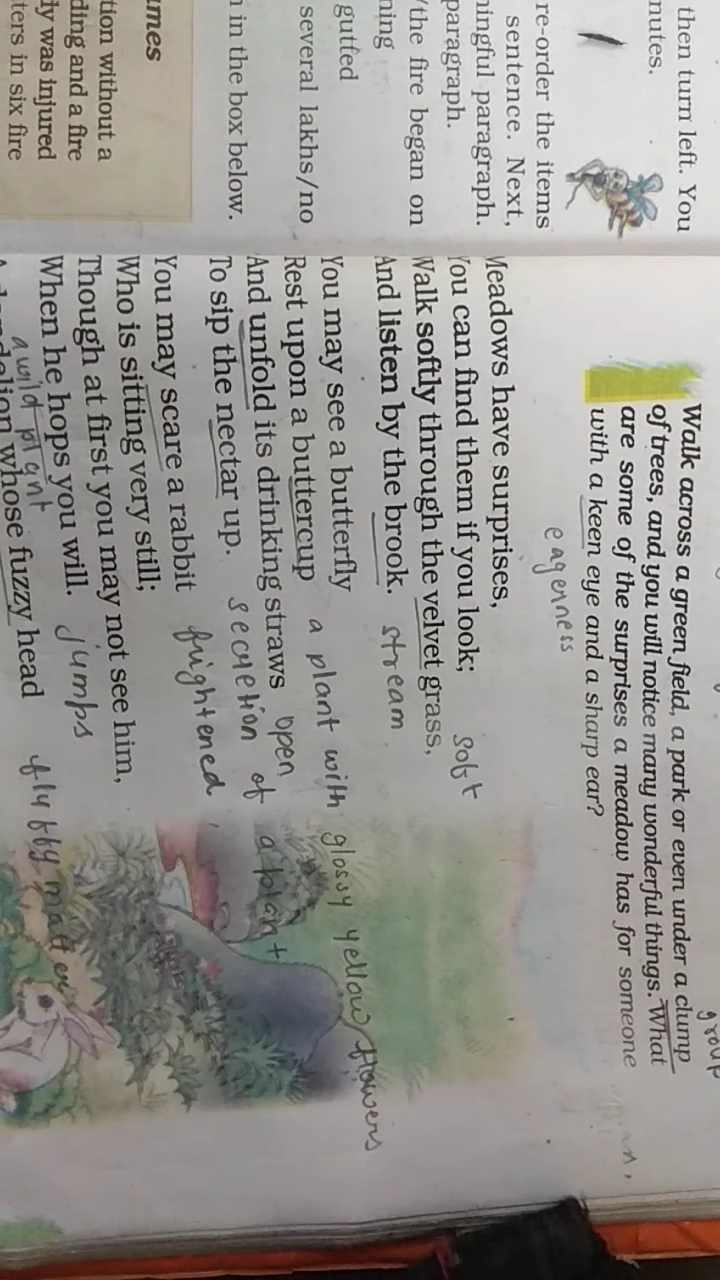 then turn left. You
nutes.
re-order the items
sentence. Next,
ningful paragraph.
paragraph.
/the fire began on
ning
gutted
several lakhs/no
in the box below.
mes
tion without a
ding and a fire
dy was injured
ters in six fire
group
Walk across a green field, a park or even under a clump
of trees, and you will notice many wonderful things. What
are some of the surprises a meadow has for someone
with a keen eye and a sharp ear?
eagerness
Meadows have surprises,
You can find them if you look; soft
Walk softly through the velvet grass,
And listen by the brook. stream
You may see a butterfly
Rest upon a buttercup a plant with glossy yellow flowers
And unfold its drinking straws open
To sip the nectar up. secretion of a plant
You may scare a rabbit frightened
Who is sitting very still;
Though at first you may not see him,
When he hops you will. jumps
a wild plant
A dandelion whose fuzzy head fluffy matter